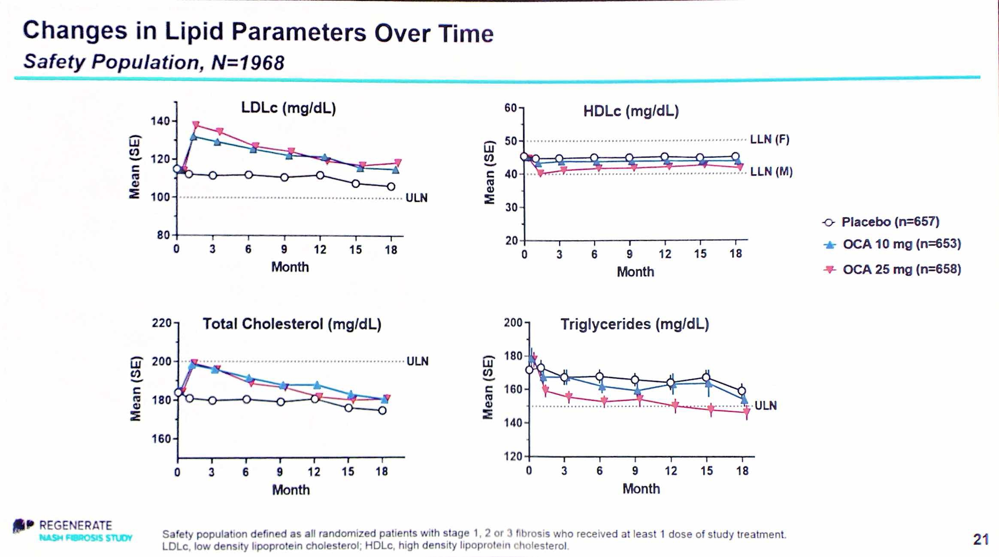 Changes in Lipid Parameters Over Time
Safety Population, N=1968
LDLc (mg/dL)
Mean (SE)
140
120
100
80
ULN
0 3 6 9 12 15 18
Month
HDLc (mg/dL)
Mean (SE)
60
50
40
30
20
LLN (F)
LLN (M)
0 3 6 9 12 15 18
Month
Placebo (n=657)
OCA 10 mg (n=653)
OCA 25 mg (n=658)
Total Cholesterol (mg/dL)
Mean (SE)
220
200
180
160
ULN
0 3 6 9 12 15 18
Month
Triglycerides (mg/dL)
Mean (SE)
200
180
160
140
120
ULN
0 3 6 9 12 15 18
Month
REGENERATE
NASH FIBROSIS STUDY
Safety population defined as all randomized patients with stage 1, 2 or 3 fibrosis who received at least 1 dose of study treatment.
LDLc, low density lipoprotein cholesterol; HDLc, high density lipoprotein cholesterol.
21